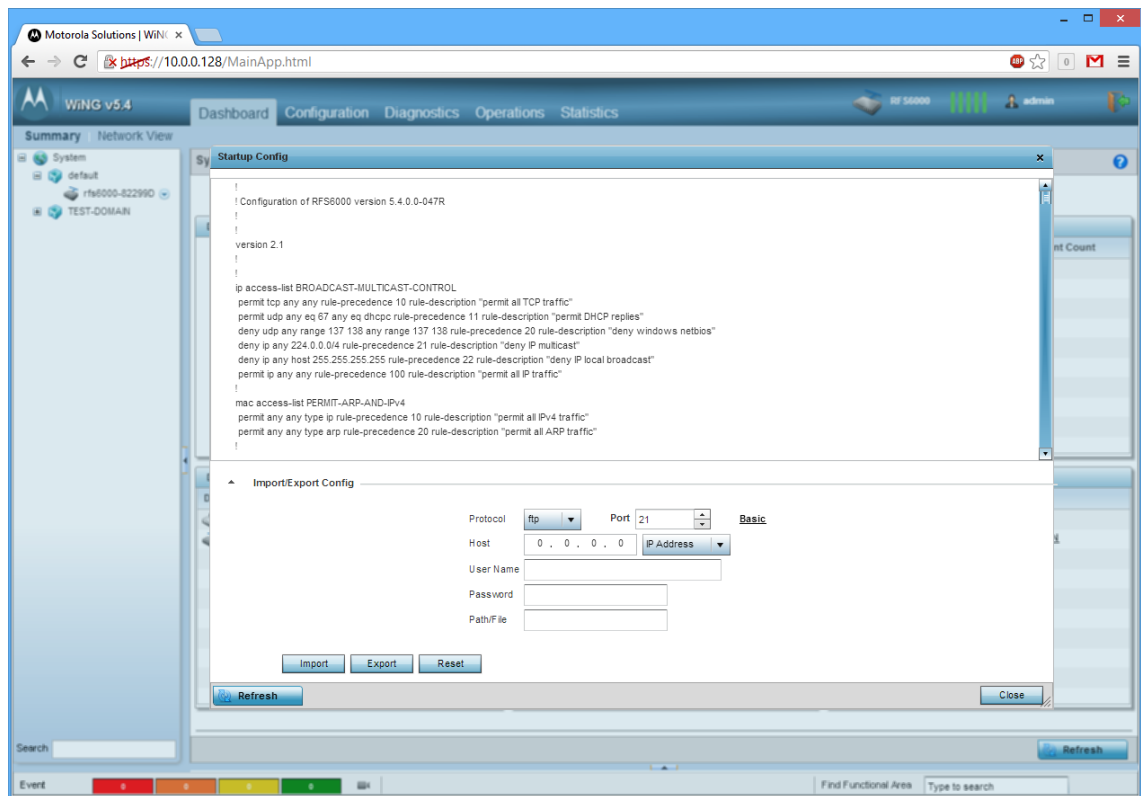 Motorola Solutions | WiN
https://10.0.0.128/MainApp.html
ABP
0
WiNG v5.4
Dashboard Configuration Diagnostics Operations Statistics
RFS6000
admin
Summary Network View
System
default
rfs6000-82299D
TEST-DOMAIN
Sy
Startup Config
nt Count
!
! Configuration of RFS6000 version 5.4.0.0-047R
!
!
version 2.1
!
!
ip access-list BROADCAST-MULTICAST-CONTROL
permit tcp any any rule-precedence 10 rule-description "permit all TCP traffic"
permit udp any eq 67 any eq dhcpc rule-precedence 11 rule-description "permit DHCP replies"
deny udp any range 137 138 any range 137 138 rule-precedence 20 rule-description "deny windows netbios"
deny ip any 224.0.0.0/4 rule-precedence 21 rule-description "deny IP multicast"
deny ip any host 255.255.255.255 rule-precedence 22 rule-description "deny IP local broadcast"
permit ip any any rule-precedence 100 rule-description "permit all IP traffic"
!
mac access-list PERMIT-ARP-AND-IPv4
permit any any type ip rule-precedence 10 rule-description "permit all IPv4 traffic"
permit any any type arp rule-precedence 20 rule-description "permit all ARP traffic"
!
Import/Export Config
Protocol ftp Port 21 Basic
Host 0 . 0 . 0 . 0 IP Address
User Name
Password
Path/File
Import Export Reset
Refresh Close
Search
Refresh
Event 0 0 0 0
Find Functional Area Type to search